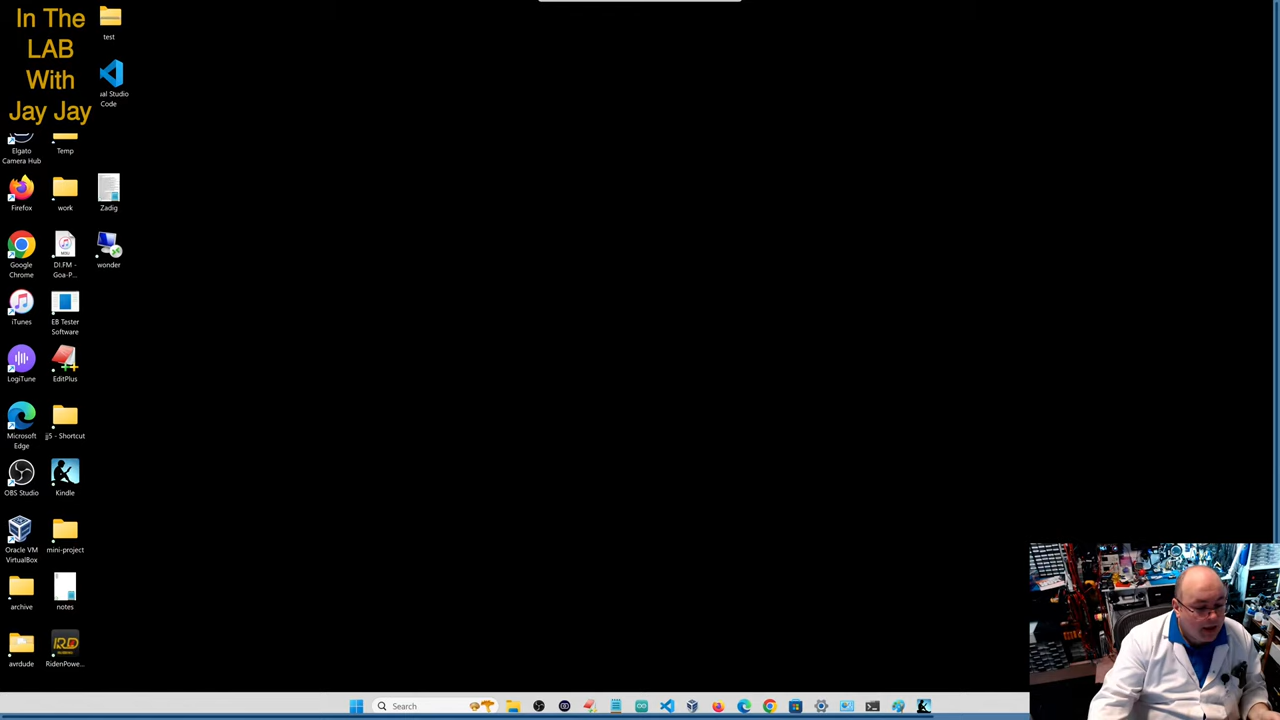 In The
LAB
With
Jay Jay
test
ual Studio
Code
Elgato
Camera Hub
Temp
Firefox
work
Zadig
Google
Chrome
DI.FM -
Goa-P...
wonder
iTunes
EB Tester
Software
LogiTune
EditPlus
Microsoft
Edge
jj5 - Shortcut
OBS Studio
Kindle
Oracle VM
VirtualBox
mini-project
archive
notes
avrdude
RidenPowe...
Search